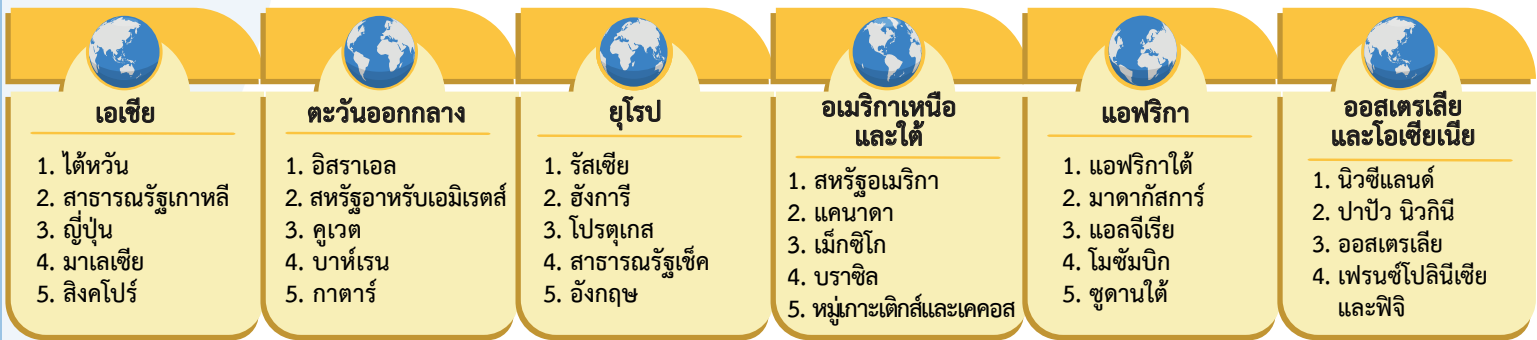 เอเชีย
1. ไต้หวัน
2. สาธารณรัฐเกาหลี
3. ญี่ปุ่น
4. มาเลเซีย
5. สิงคโปร์
ตะวันออกกลาง
1. อิสราเอล
2. สหรัฐอาหรับเอมิเรตส์
3. คูเวต
4. บาห์เรน
5. กาตาร์
ยุโรป
1. รัสเซีย
2. ฮังการี
3. โปรตุเกส
4. สาธารณรัฐเช็ค
5. อังกฤษ
อเมริกาเหนือ
และใต้
1. สหรัฐอเมริกา
2. แคนาดา
3. เม็กซิโก
4. บราซิล
5. หมู่เกาะเติกส์และเคคอส
แอฟริกา
1. แอฟริกาใต้
2. มาดากัสการ์
3. แอลจีเรีย
4. โมซัมบิก
5. ซูดานใต้
ออสเตรเลีย
และโอเชียเนีย
1. นิวซีแลนด์
2. ปาปัว นิวกินี
3. ออสเตรเลีย
4. เฟรนซ์โปลินีเซีย
และฟิจิ